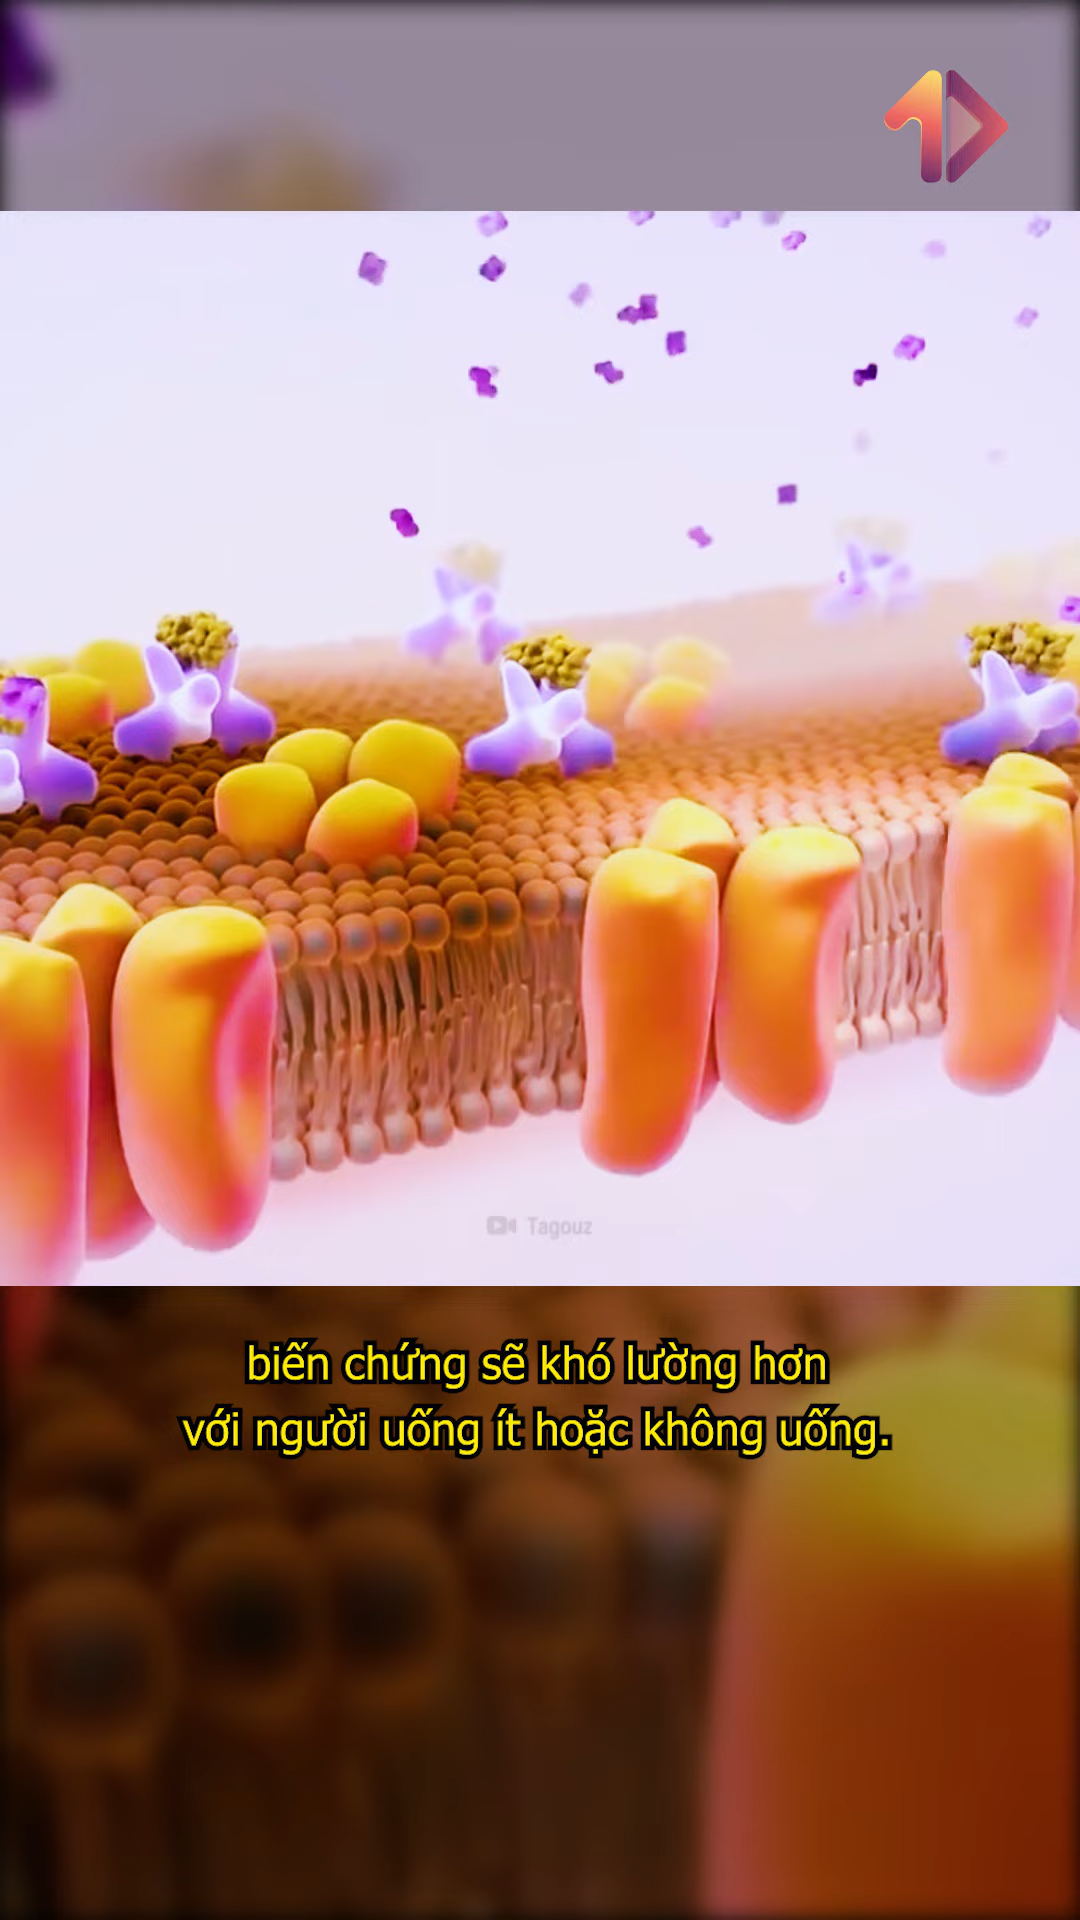 Tagouz
biến chứng sẽ khó lường hơn
với người uống ít hoặc không uống.